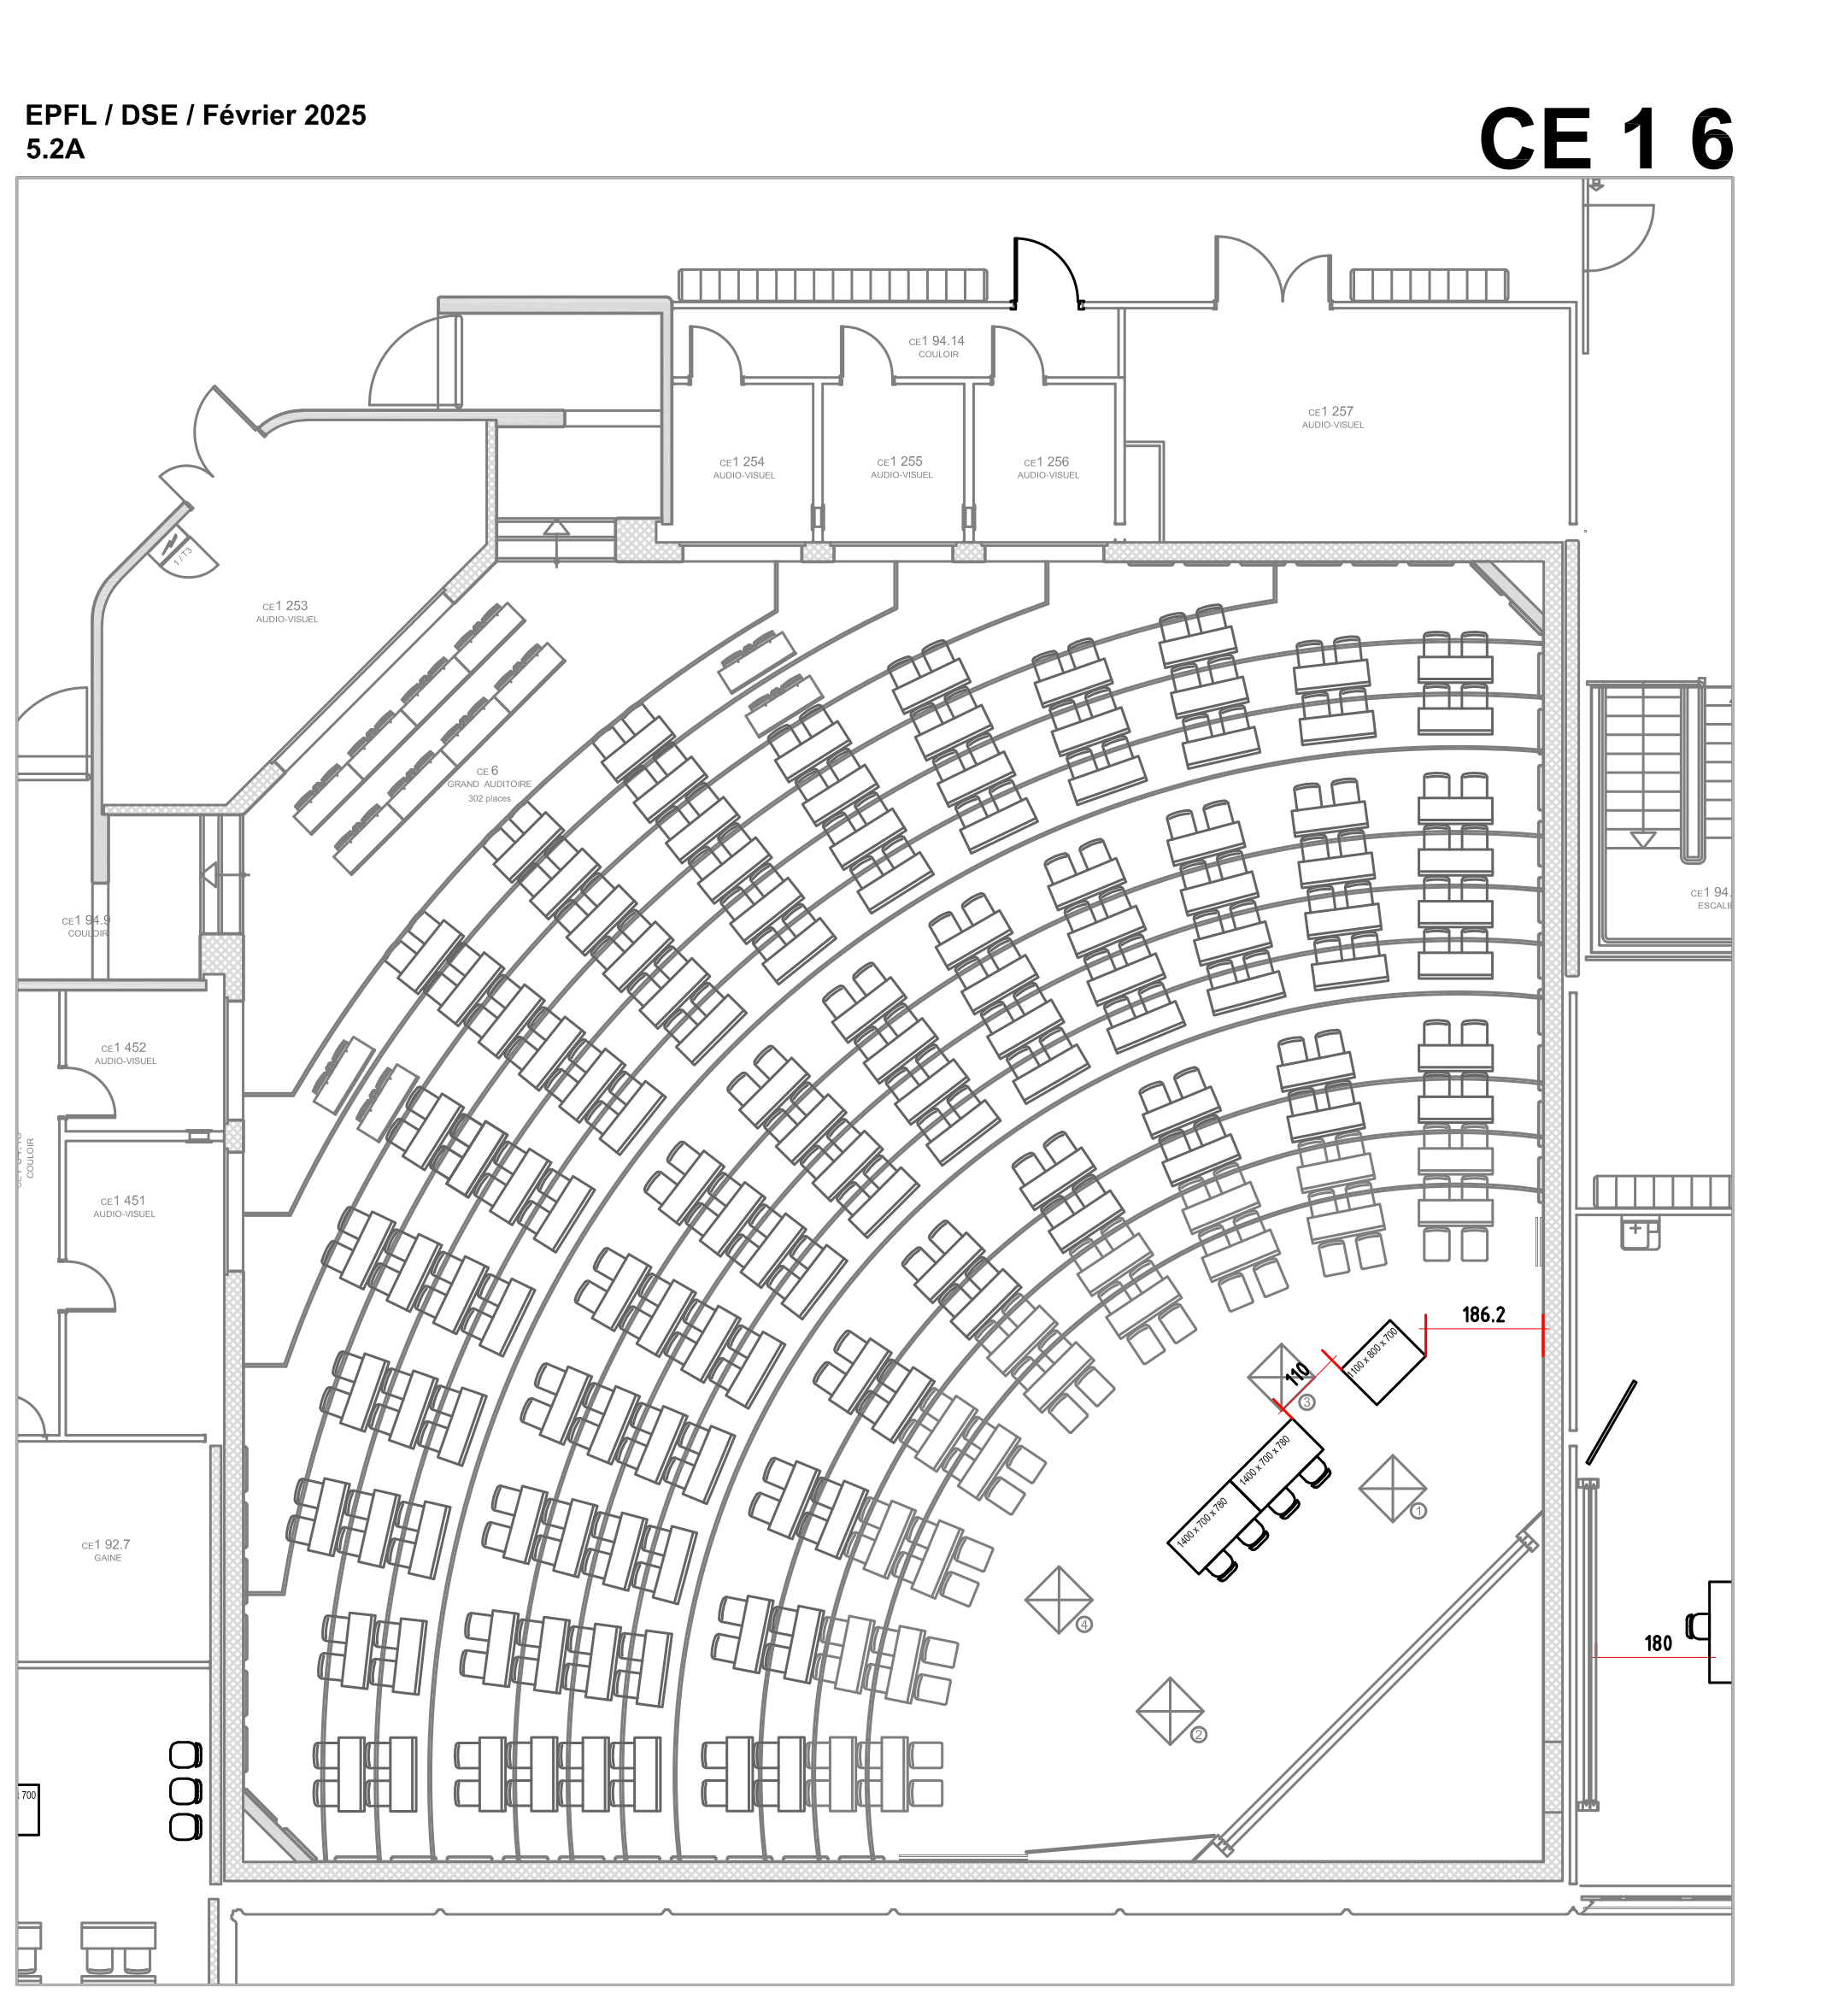 EPFL / DSE / Février 2025
5.2A
CE 1 6
CE1 94.14
COULOIR
CE1 257
AUDIO-VISUEL
CE1 254
AUDIO-VISUEL
CE1 255
AUDIO-VISUEL
CE1 256
AUDIO-VISUEL
1 / T3
CE1 253
AUDIO-VISUEL
CE 6
GRAND AUDITOIRE
302 places
CE1 94.9
COULOIR
CE1 94.
ESCALI
CE1 452
AUDIO-VISUEL
COULOIR
CE1 451
AUDIO-VISUEL
186.2
1100 x 800 x 700
110
3
1400 x 700 x 780
1400 x 700 x 780
1
CE1 92.7
GAINE
4
180
2
x 700